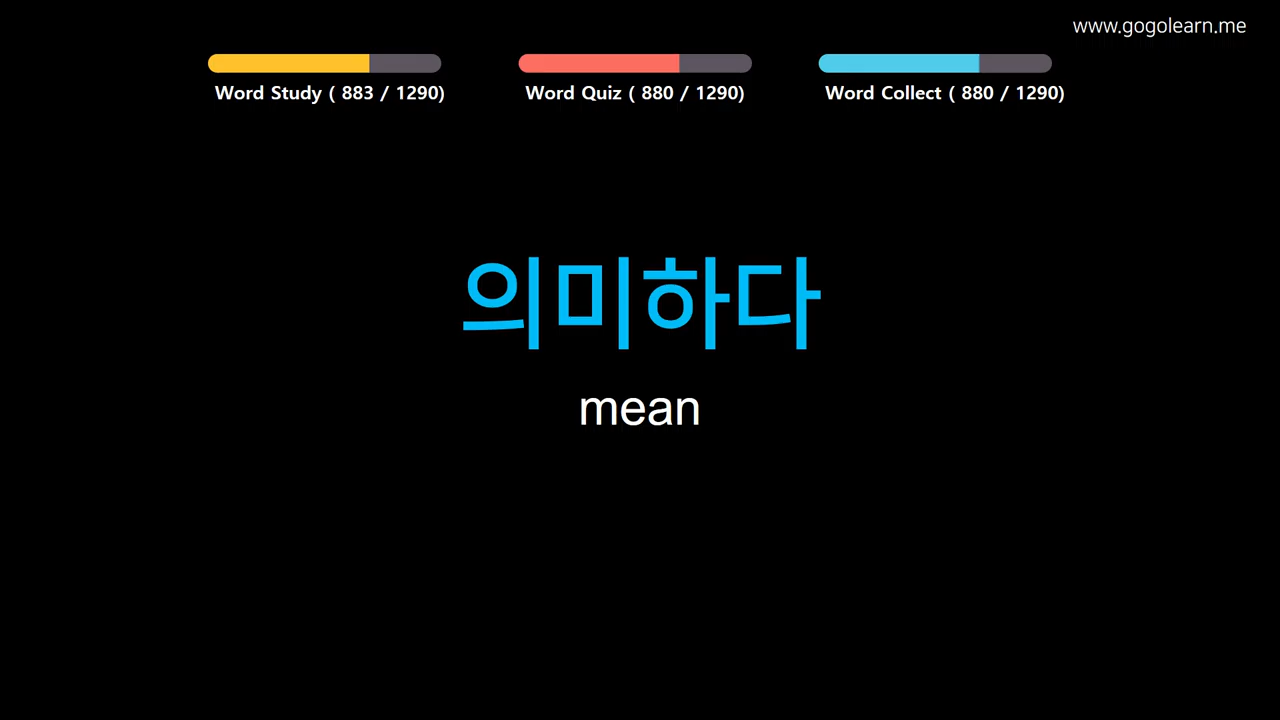 www.gogolearn.me
Word Study ( 883 / 1290)
Word Quiz ( 880 / 1290)
Word Collect ( 880 / 1290)
의미하다
mean